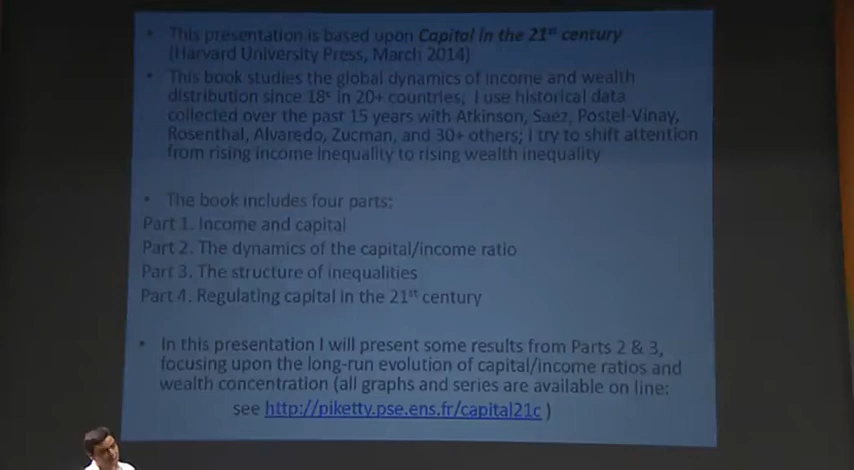 • This presentation is based upon Capital in the 21st century
(Harvard University Press, March 2014)
• This book studies the global dynamics of income and wealth
distribution since 18c in 20+ countries; I use historical data
collected over the past 15 years with Atkinson, Saez, Postel-Vinay,
Rosenthal, Alvaredo, Zucman, and 30+ others; I try to shift attention
from rising income inequality to rising wealth inequality
• The book includes four parts:
Part 1. Income and capital
Part 2. The dynamics of the capital/income ratio
Part 3. The structure of inequalities
Part 4. Regulating capital in the 21st century
• In this presentation I will present some results from Parts 2 & 3,
focusing upon the long-run evolution of capital/income ratios and
wealth concentration (all graphs and series are available on line:
see http://piketty.pse.ens.fr/capital21c )